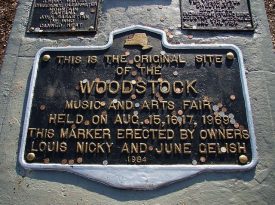 MOUNTAIN
THIS IS THE ORIGINAL SITE
OF THE
WOODSTOCK
MUSIC AND ARTS FAIR
HELD ON AUG. 15, 16, 17, 1969
THIS MARKER ERECTED BY OWNERS
LOUIS NICKY AND JUNE GELISH
1984